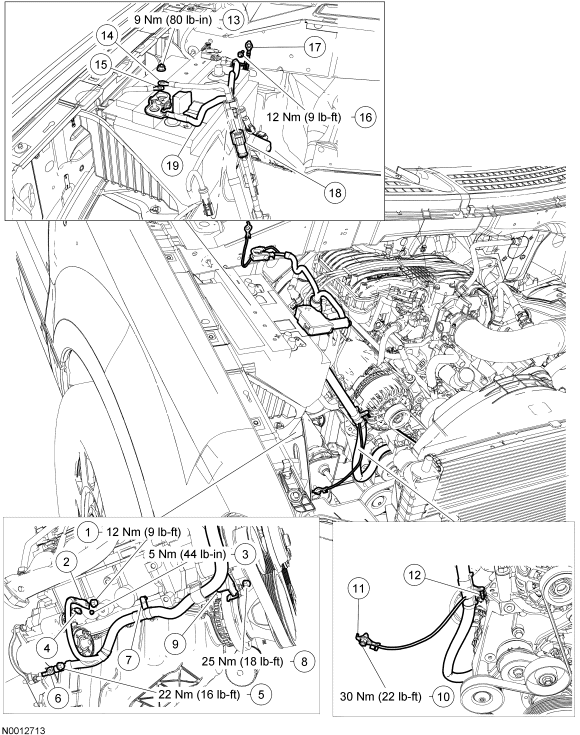 9 Nm (80 lb-in) 13
14
17
15
12 Nm (9 lb-ft) 16
19
18
1 12 Nm (9 lb-ft)
2 5 Nm (44 lb-in) 3
4
7
9
25 Nm (18 lb-ft) 8
6
22 Nm (16 lb-ft) 5
12
11
30 Nm (22 lb-ft) 10
N0012713